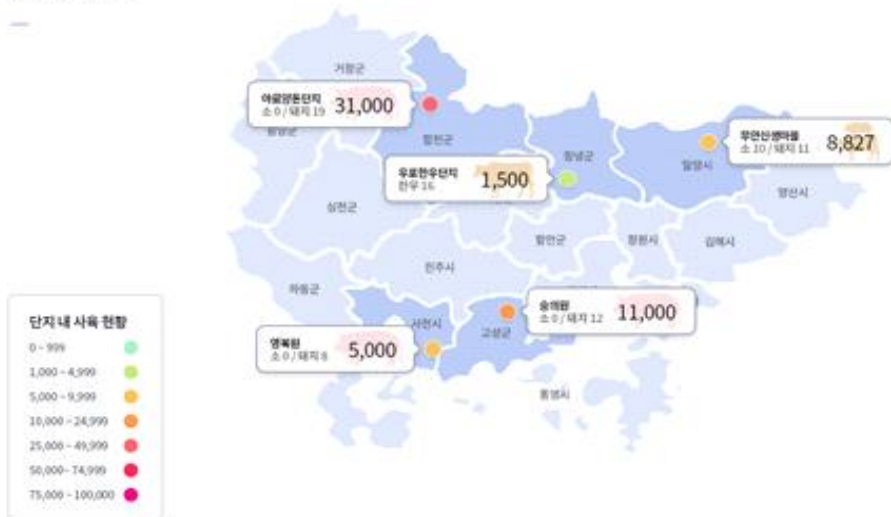 거창군
야로양돈단지
소 0 / 돼지 19
31,000
합천군
우포한우단지
한우 16
1,500
창녕군
무안신생마을
소 10 / 돼지 11
8,827
밀양시
양산시
함안군
창원시
김해시
진주시
하동군
사천시
고성군
숭의원
소 0 / 돼지 12
11,000
영복원
소 0 / 돼지 8
5,000
통영시
단지 내 사육 현황
0 ~ 999
1,000 ~ 4,999
5,000 ~ 9,999
10,000 ~ 24,999
25,000 ~ 49,999
50,000 ~ 74,999
75,000 ~ 100,000